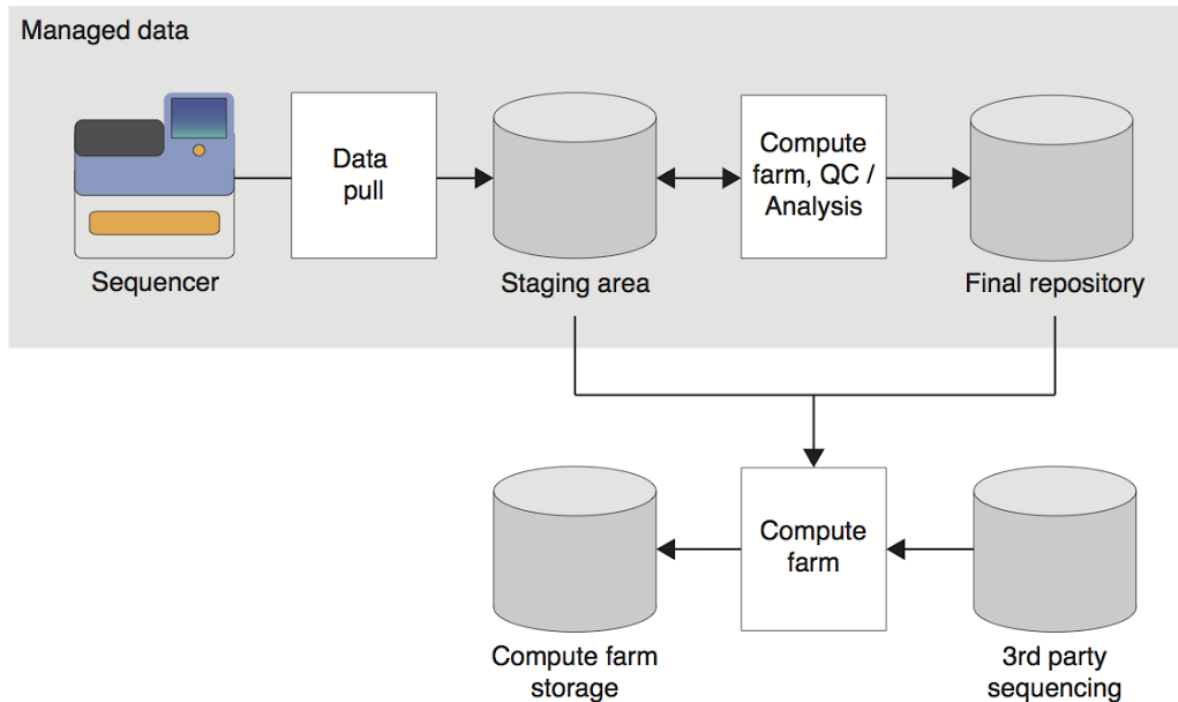 Managed data
Data
pull
Compute
farm, QC /
Analysis
Sequencer
Staging area
Final repository
Compute
farm
Compute farm
storage
3rd party
sequencing